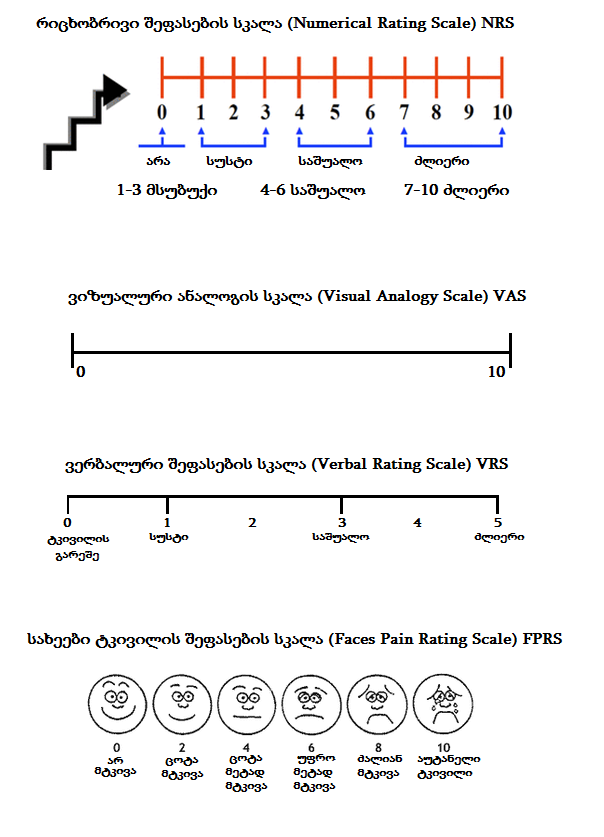 რიცხობრივი შეფასების სკალა (Numerical Rating Scale) NRS
0 1 2 3 4 5 6 7 8 9 10
არა სუსტი საშუალო ძლიერი
1-3 მსუბუქი 4-6 საშუალო 7-10 ძლიერი
ვიზუალური ანალოგის სკალა (Visual Analogy Scale) VAS
0 10
ვერბალური შეფასების სკალა (Verbal Rating Scale) VRS
0 1 2 3 4 5
ტკივილის სუსტი საშუალო ძლიერი
გარეშე
სახეები ტკივილის შეფასების სკალა (Faces Pain Rating Scale) FPRS
0 2 4 6 8 10
არ ცოტა ცოტა უფრო ძალიან აუტანელი
მტკივა მტკივა მეტად მეტად მტკივა ტკივილი
მტკივა მტკივა